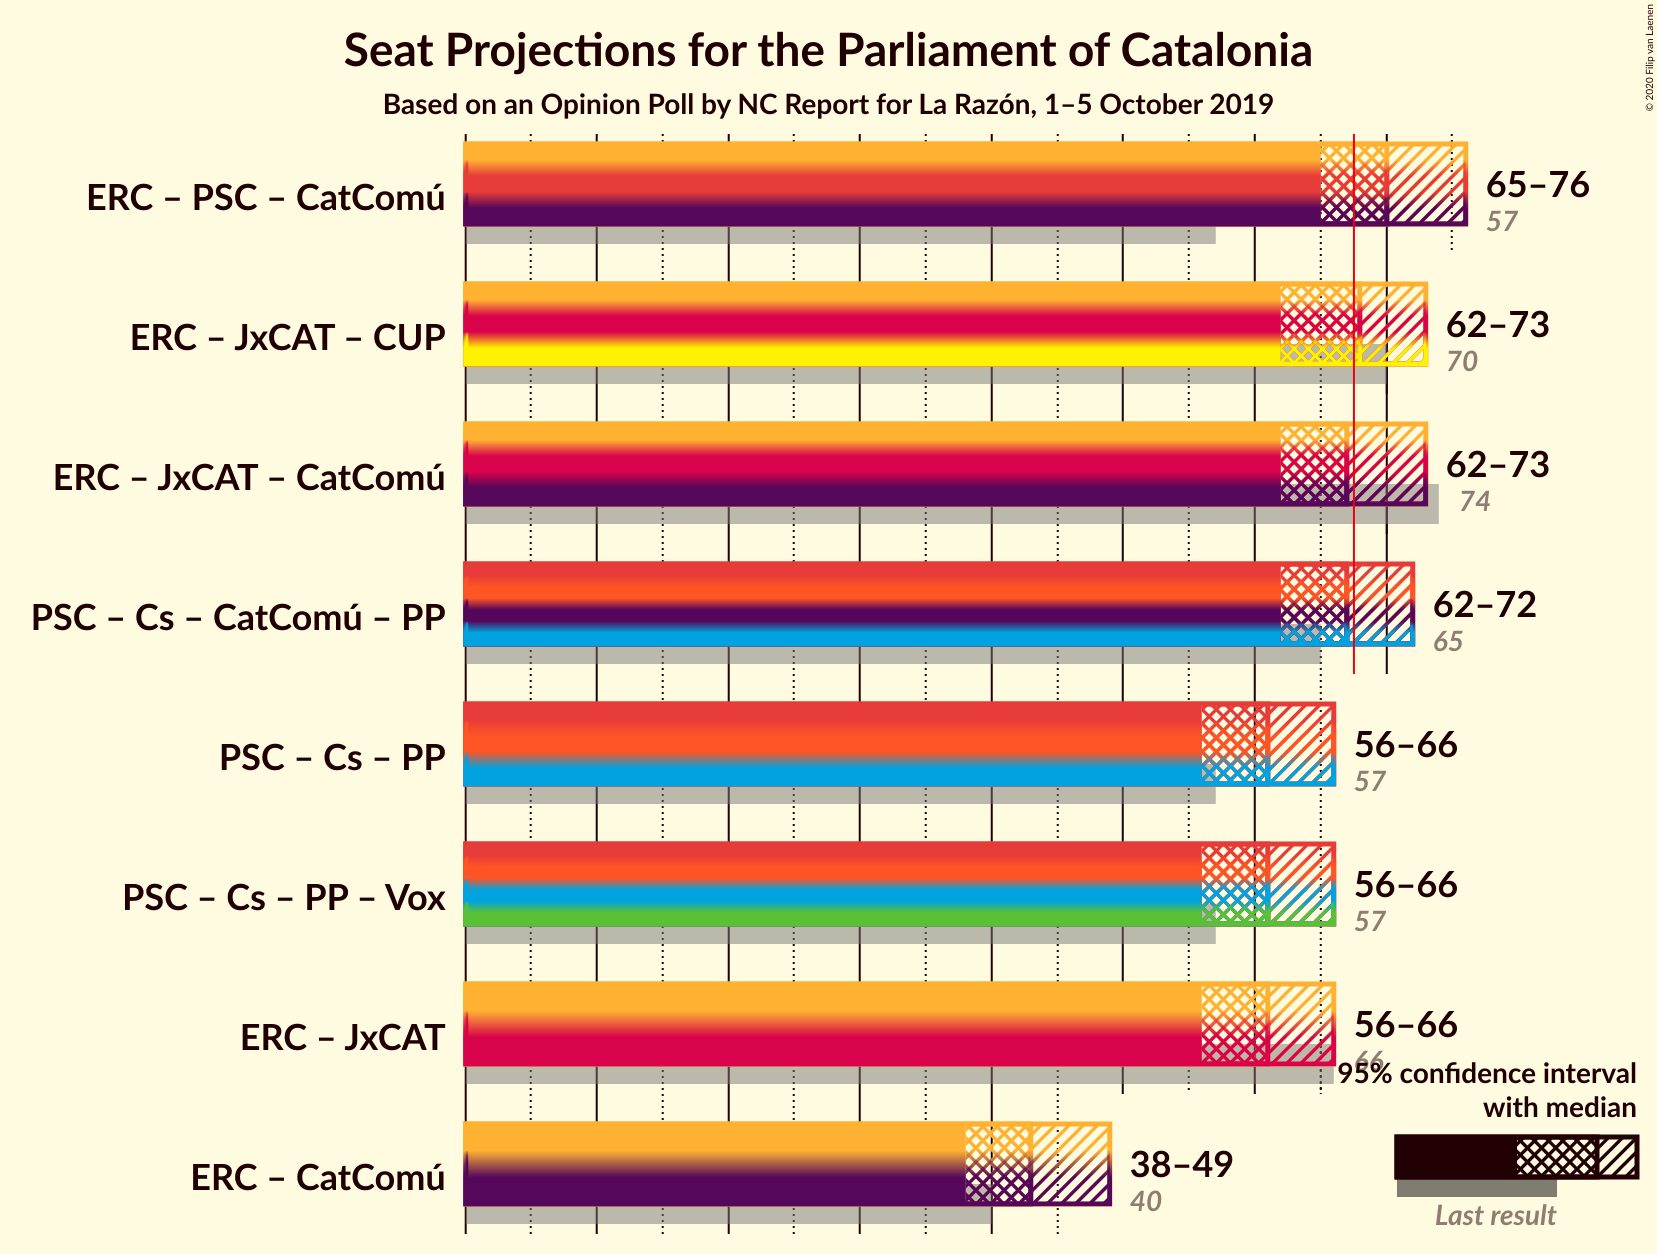 Seat Projections for the Parliament of Catalonia
Based on an Opinion Poll by NC Report for La Razón, 1–5 October 2019
© 2020 Filip van Laenen
ERC – PSC – CatComú
65–76
57
ERC – JxCAT – CUP
62–73
70
ERC – JxCAT – CatComú
62–73
74
PSC – Cs – CatComú – PP
62–72
65
PSC – Cs – PP
56–66
57
PSC – Cs – PP – Vox
56–66
57
ERC – JxCAT
56–66
66
95% confidence interval
with median
ERC – CatComú
38–49
40
Last result